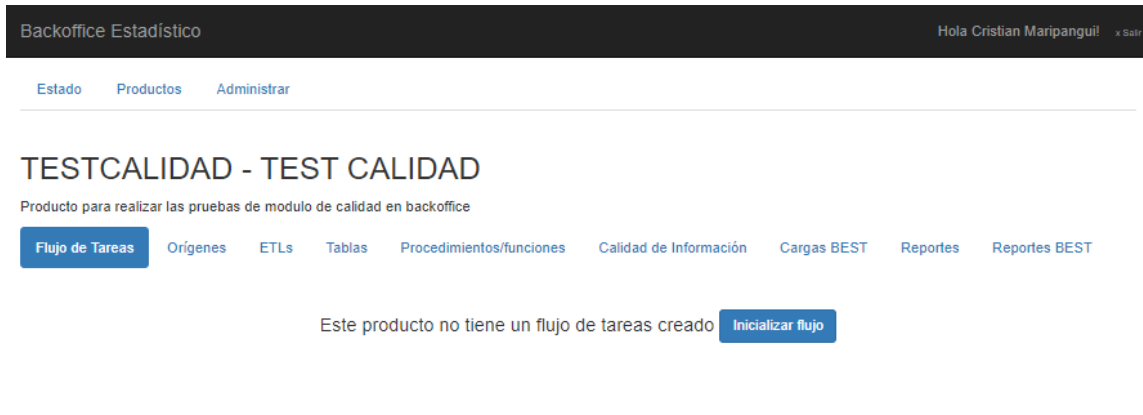 Backoffice Estadístico Hola Cristian Maripangui! x Salir
Estado Productos Administrar
TESTCALIDAD - TEST CALIDAD
Producto para realizar las pruebas de modulo de calidad en backoffice
Flujo de Tareas Orígenes ETLs Tablas Procedimientos/funciones Calidad de Información Cargas BEST Reportes Reportes BEST
Este producto no tiene un flujo de tareas creado Inicializar flujo